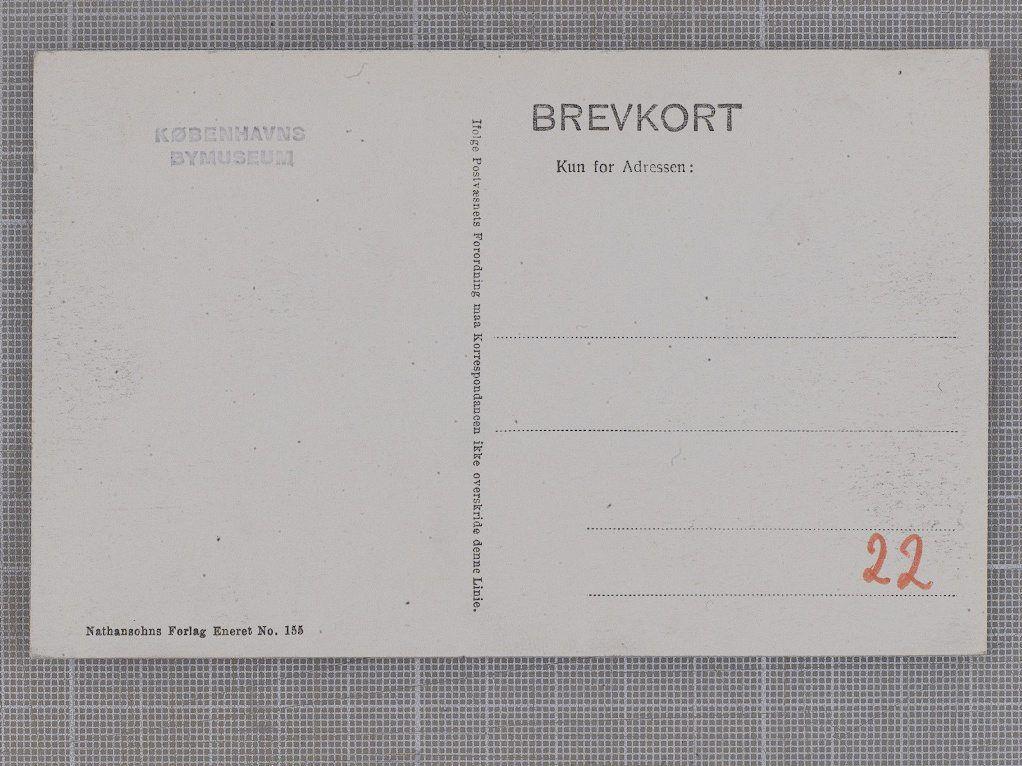 KØBENHAVNS
BYMUSEUM
Nathansohns Forlag Eneret No. 155
Ifølge Postvæsnets Forordning maa Korrespondancen ikke overskride denne Linie.
BREVKORT
Kun for Adressen:
22